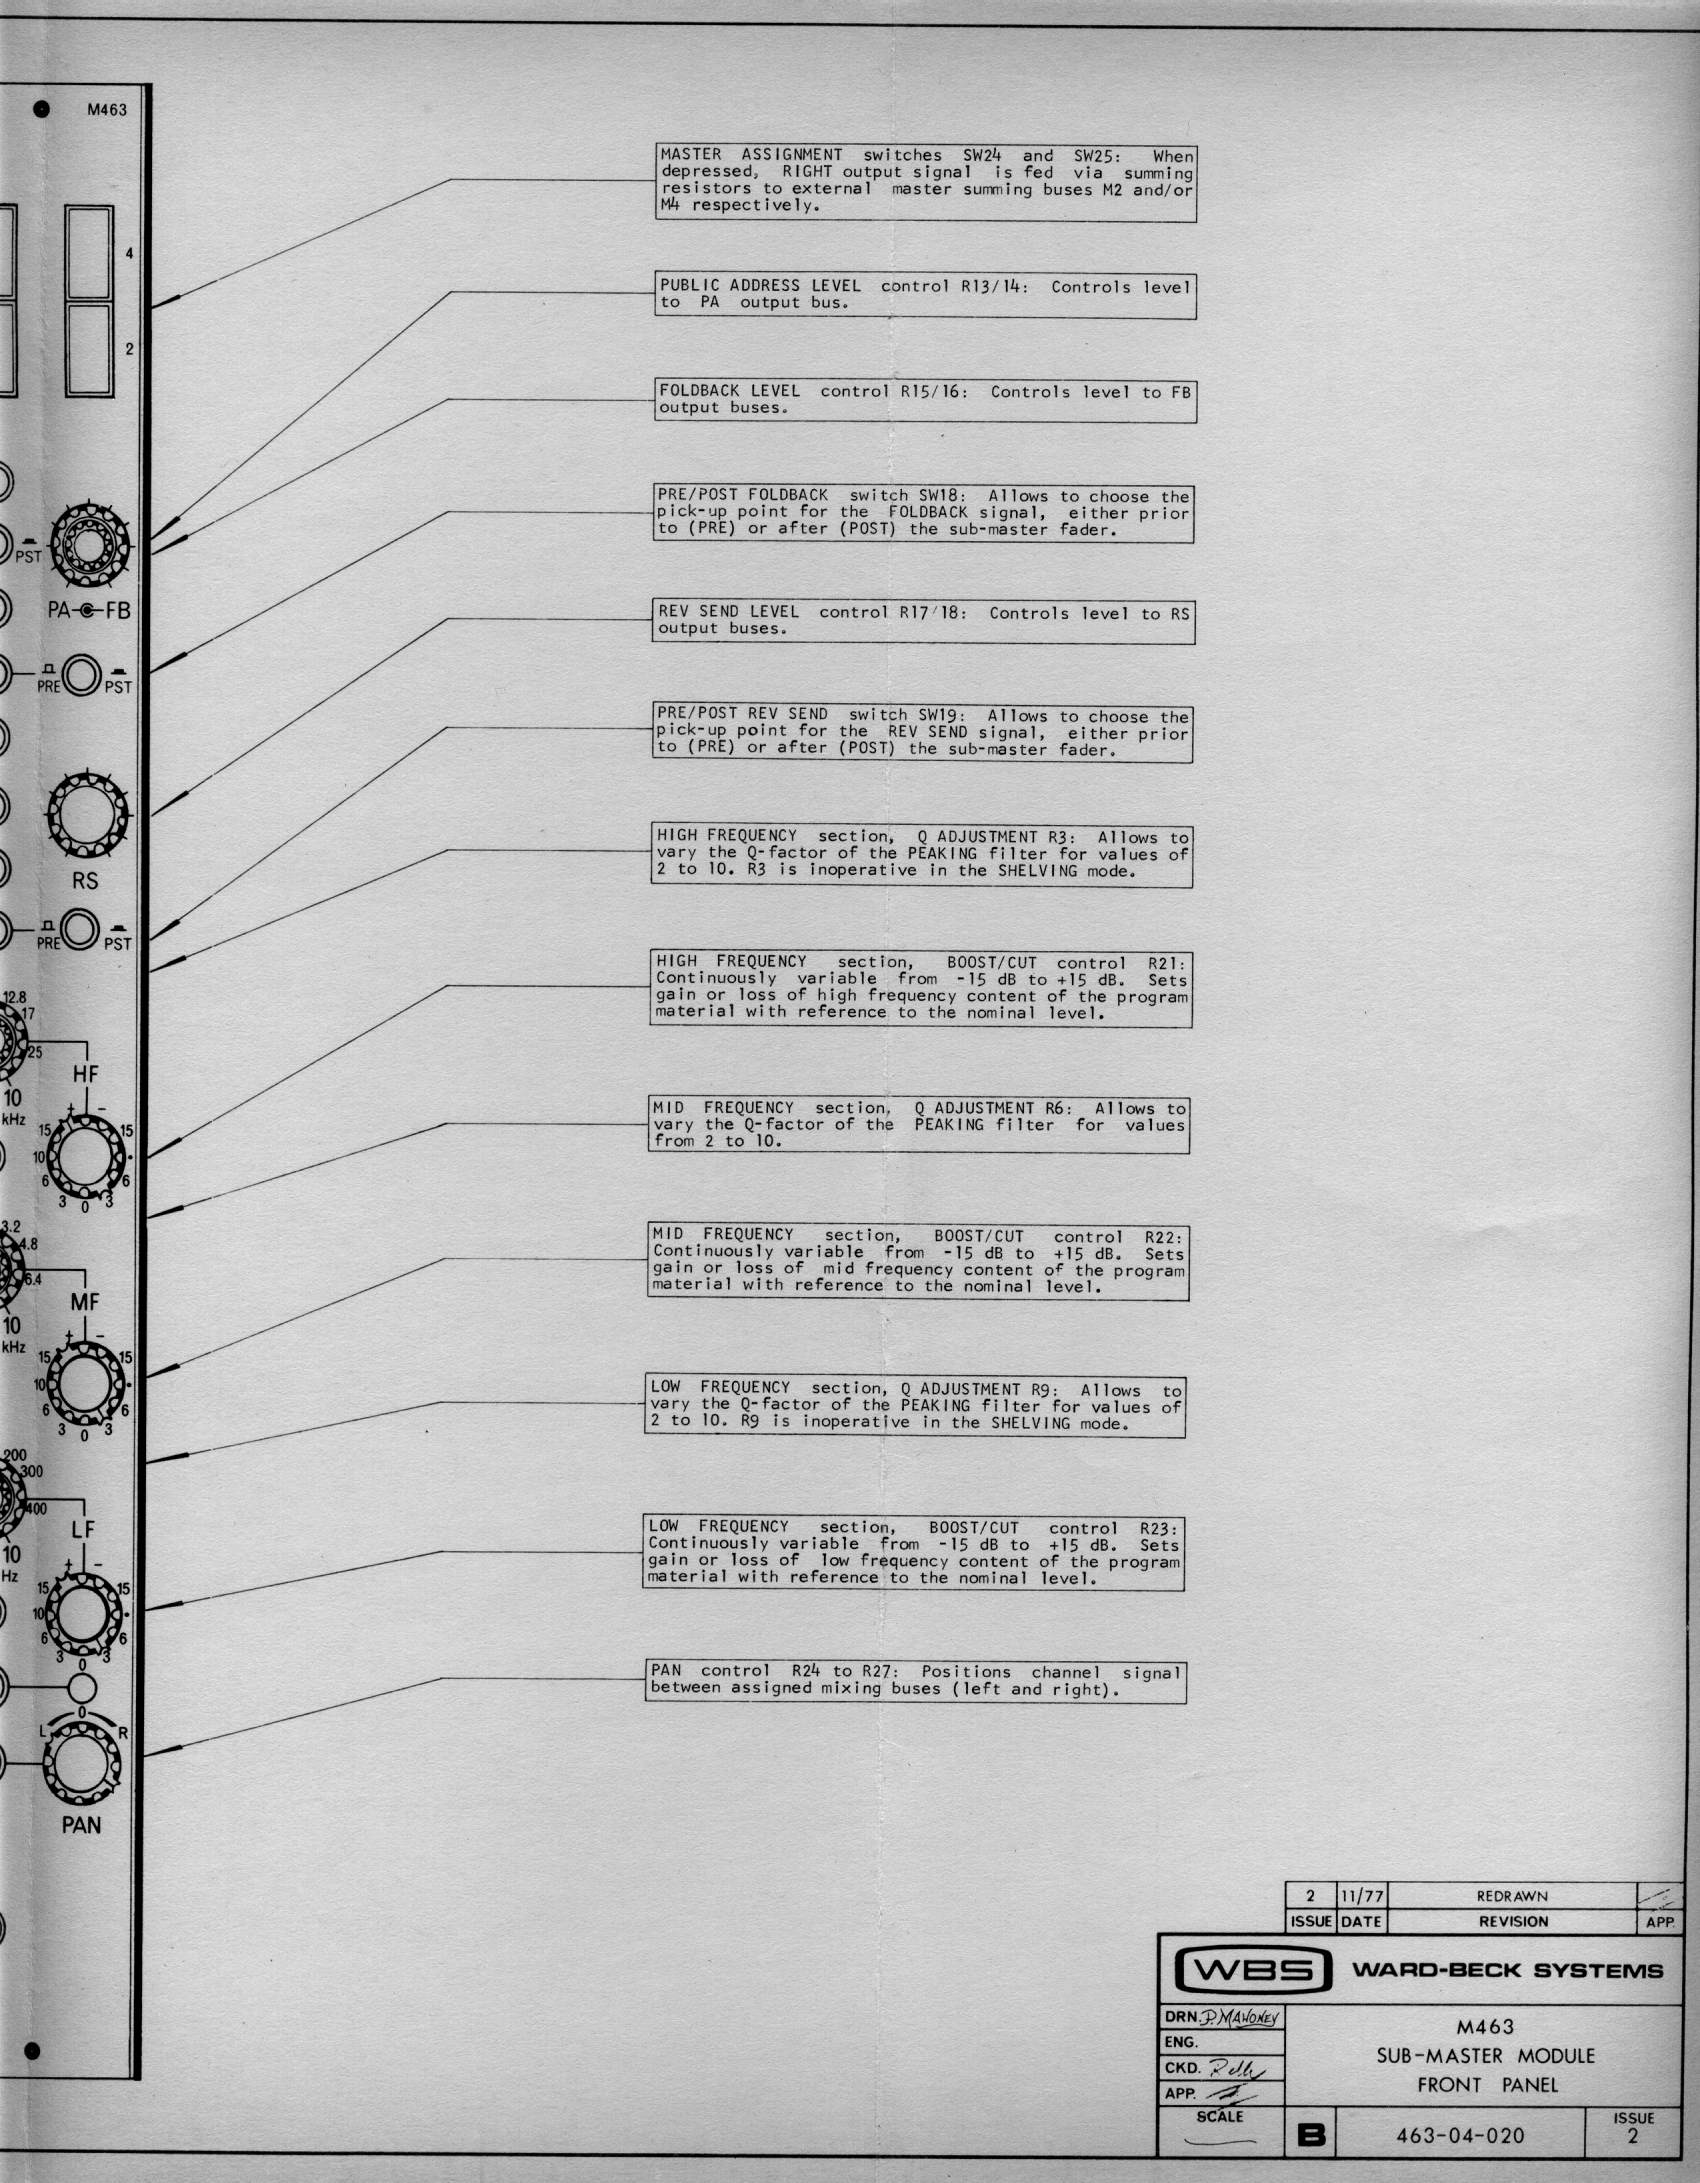 M463
4
2
PST
PA FB
PRE PST
RS
PRE PST
12.8
17
25
HF
10
kHz
+ -
15 15
10
6 6
3 0 3
3.2
4.8
6.4
MF
10
kHz
+ -
15 15
10
6 6
3 0 3
200
300
400
LF
10
Hz
+ -
15 15
10
6 6
3 0 3
0
L R
PAN
MASTER ASSIGNMENT switches SW24 and SW25: When
depressed, RIGHT output signal is fed via summing
resistors to external master summing buses M2 and/or
M4 respectively.
PUBLIC ADDRESS LEVEL control R13/14: Controls level
to PA output bus.
FOLDBACK LEVEL control R15/16: Controls level to FB
output buses.
PRE/POST FOLDBACK switch SW18: Allows to choose the
pick-up point for the FOLDBACK signal, either prior
to (PRE) or after (POST) the sub-master fader.
REV SEND LEVEL control R17/18: Controls level to RS
output buses.
PRE/POST REV SEND switch SW19: Allows to choose the
pick-up point for the REV SEND signal, either prior
to (PRE) or after (POST) the sub-master fader.
HIGH FREQUENCY section, Q ADJUSTMENT R3: Allows to
vary the Q-factor of the PEAKING filter for values of
2 to 10. R3 is inoperative in the SHELVING mode.
HIGH FREQUENCY section, BOOST/CUT control R21:
Continuously variable from -15 dB to +15 dB. Sets
gain or loss of high frequency content of the program
material with reference to the nominal level.
MID FREQUENCY section, Q ADJUSTMENT R6: Allows to
vary the Q-factor of the PEAKING filter for values
from 2 to 10.
MID FREQUENCY section, BOOST/CUT control R22:
Continuously variable from -15 dB to +15 dB. Sets
gain or loss of mid frequency content of the program
material with reference to the nominal level.
LOW FREQUENCY section, Q ADJUSTMENT R9: Allows to
vary the Q-factor of the PEAKING filter for values of
2 to 10. R9 is inoperative in the SHELVING mode.
LOW FREQUENCY section, BOOST/CUT control R23:
Continuously variable from -15 dB to +15 dB. Sets
gain or loss of low frequency content of the program
material with reference to the nominal level.
PAN control R24 to R27: Positions channel signal
between assigned mixing buses (left and right).
2 11/77 REDRAWN
ISSUE DATE REVISION APP.
WBS WARD-BECK SYSTEMS
DRN. P. MAHONEY
ENG.
CKD.
APP.
SCALE
M463
SUB-MASTER MODULE
FRONT PANEL
B 463-04-020
ISSUE
2